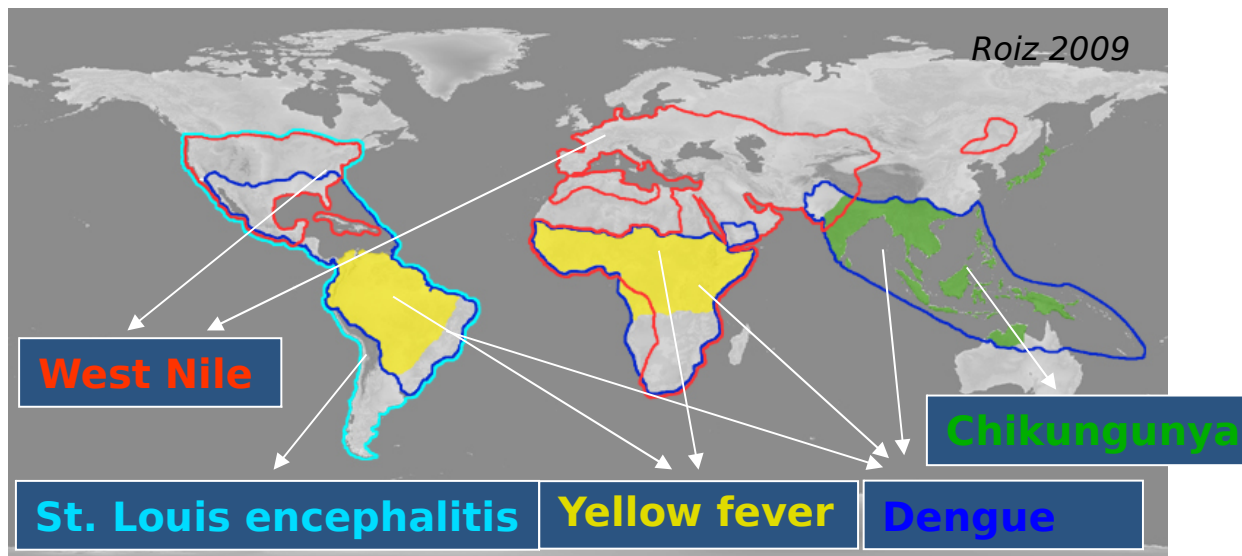 Roiz 2009
West Nile
Chikungunya
St. Louis encephalitis
Yellow fever
Dengue